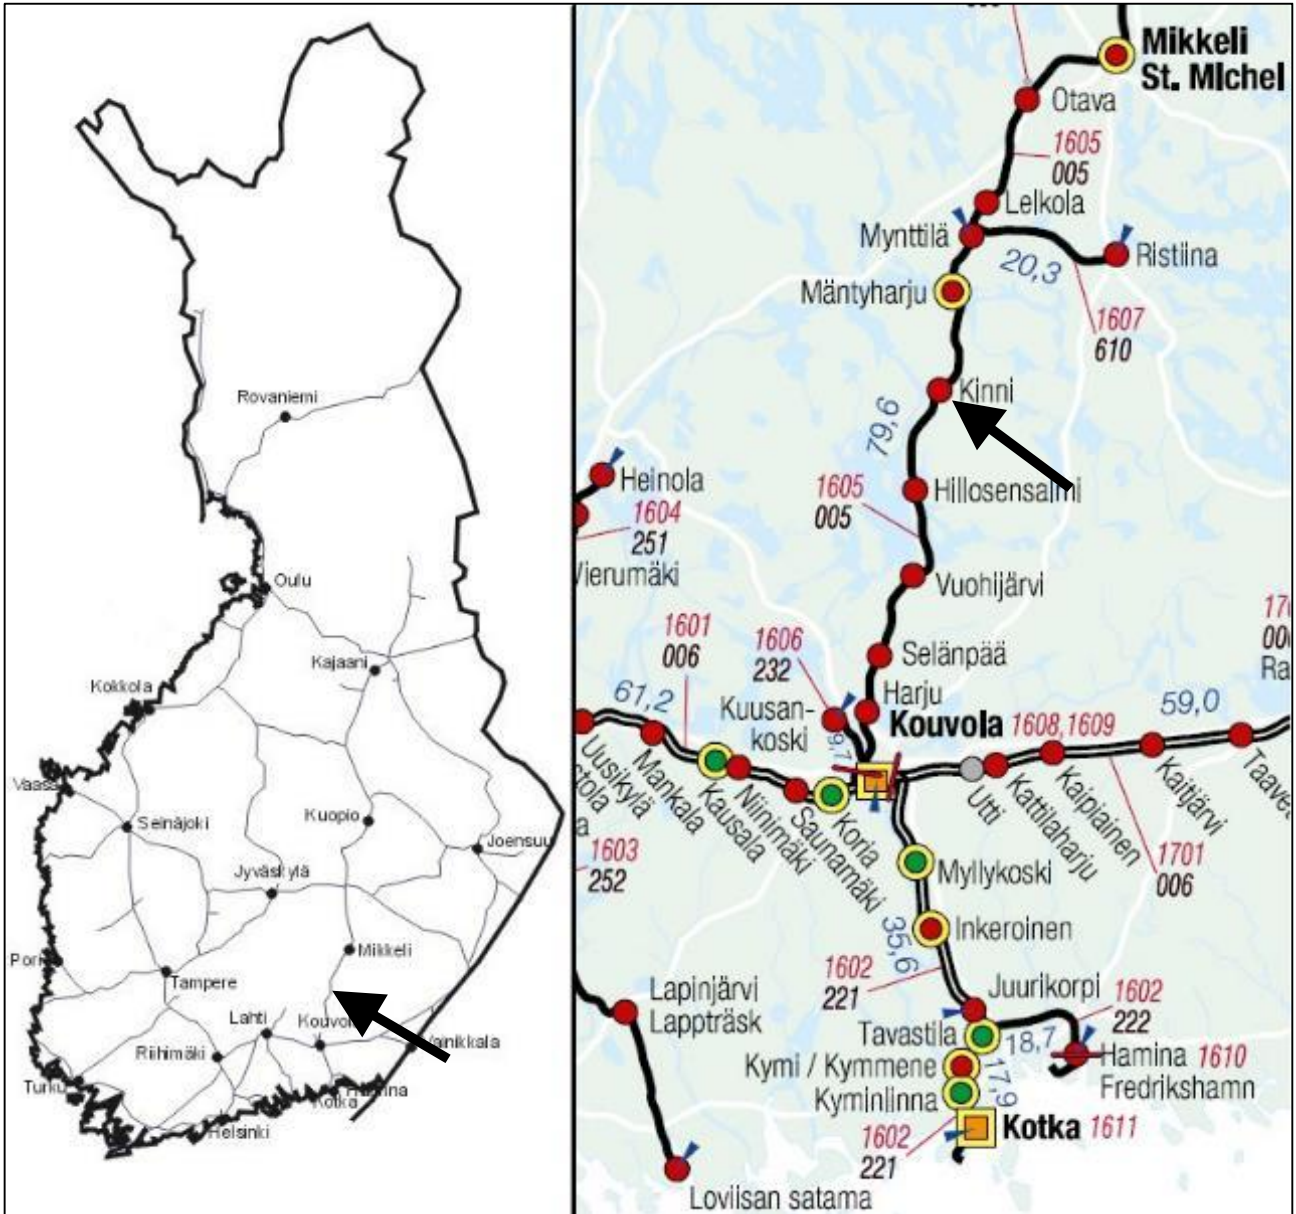 Rovaniemi
Oulu
Kajaani
Kokkola
Vaasa
Seinäjoki
Kuopio
Joensuu
Jyväskylä
Mikkeli
Pori
Tampere
Lahti
Riihimäki
Turku
Kotka
Helsinki
Mikkeli
St. MIchel
Otava
1605
005
Lelkola
Mynttilä
20,3
Ristiina
Mäntyharju
1607
610
Kinni
79,6
Heinola
1604
251
Vierumäki
Hillosensalmi
1605
005
Vuohijärvi
1601
006
1606
232
Selänpää
61,2
Kuusan-
koski
Harju
Kouvola 1608,1609
59,0
Uusikylä
Mankala
Kausala
Niinimäki
Saunamäki
Koria
Utti
Kattilaharju
Kaipiainen
Kaitjärvi
1603
252
1701
006
Myllykoski
Inkeroinen
35,6
1602
221
Lapinjärvi
Lappträsk
Juurikorpi
1602
222
Tavastila
18,7
Kymi / Kymmene
Hamina 1610
Fredrikshamn
17,9
Kyminlinna
Kotka 1611
1602
221
Loviisan satama